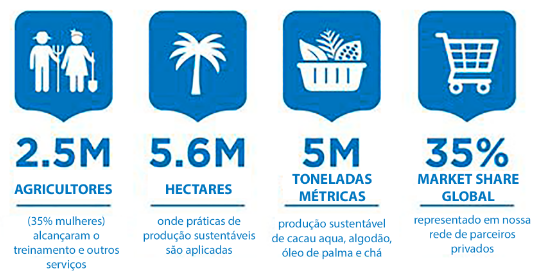 2.5M
AGRICULTORES
(35% mulheres)
alcançaram o
treinamento e outros
serviços
5.6M
HECTARES
onde práticas de
produção sustentáveis
são aplicadas
5M
TONELADAS
MÉTRICAS
produção sustentável
de cacau aqua, algodão,
óleo de palma e chá
35%
MARKET SHARE
GLOBAL
representado em nossa
rede de parceiros
privados